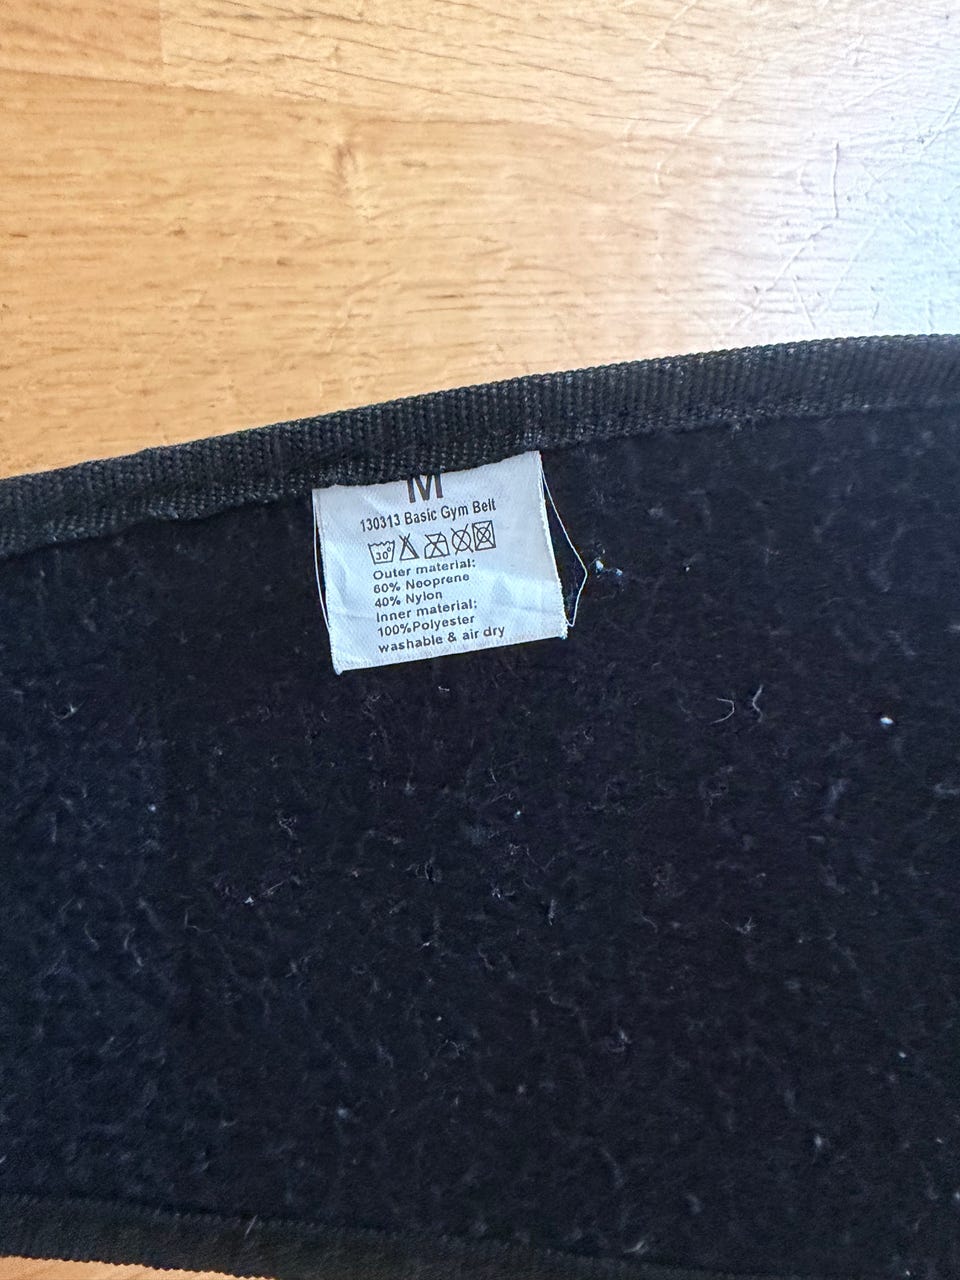 M
130313 Basic Gym Belt
30°
Outer material:
60% Neoprene
40% Nylon
Inner material:
100%Polyester
washable & air dry